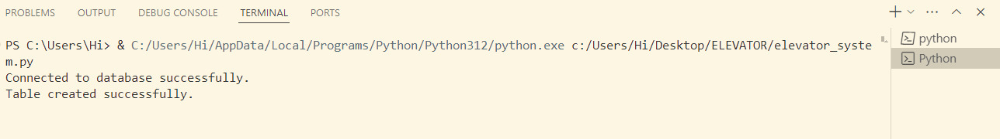 PROBLEMS OUTPUT DEBUG CONSOLE TERMINAL PORTS
PS C:\Users\Hi> & C:/Users/Hi/AppData/Local/Programs/Python/Python312/python.exe c:/Users/Hi/Desktop/ELEVATOR/elevator_syste
m.py
Connected to database successfully.
Table created successfully.
python
Python